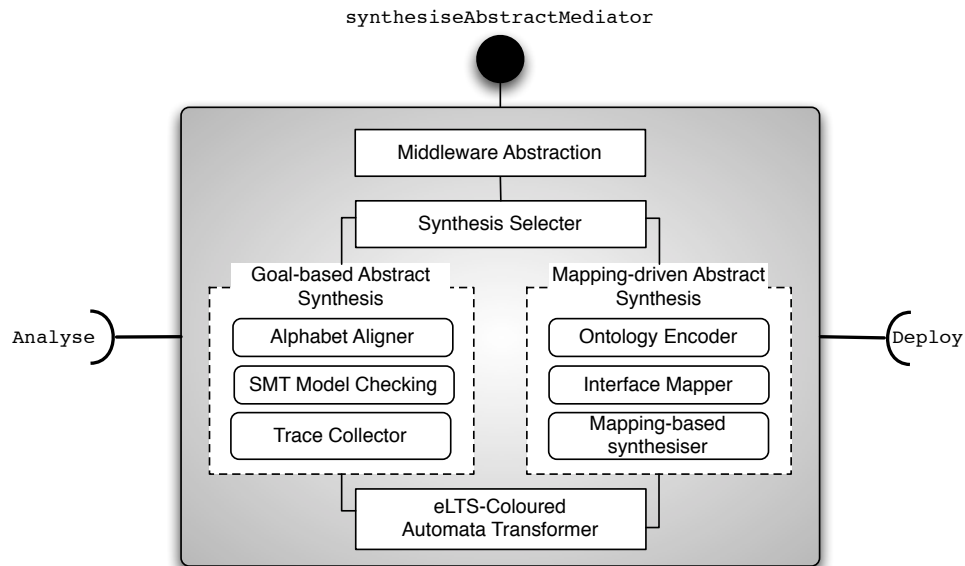 synthesiseAbstractMediator
Middleware Abstraction
Synthesis Selecter
Goal-based Abstract
Synthesis
Mapping-driven Abstract
Synthesis
Analyse
Alphabet Aligner
SMT Model Checking
Trace Collector
Ontology Encoder
Interface Mapper
Mapping-based
synthesiser
Deploy
eLTS-Coloured
Automata Transformer